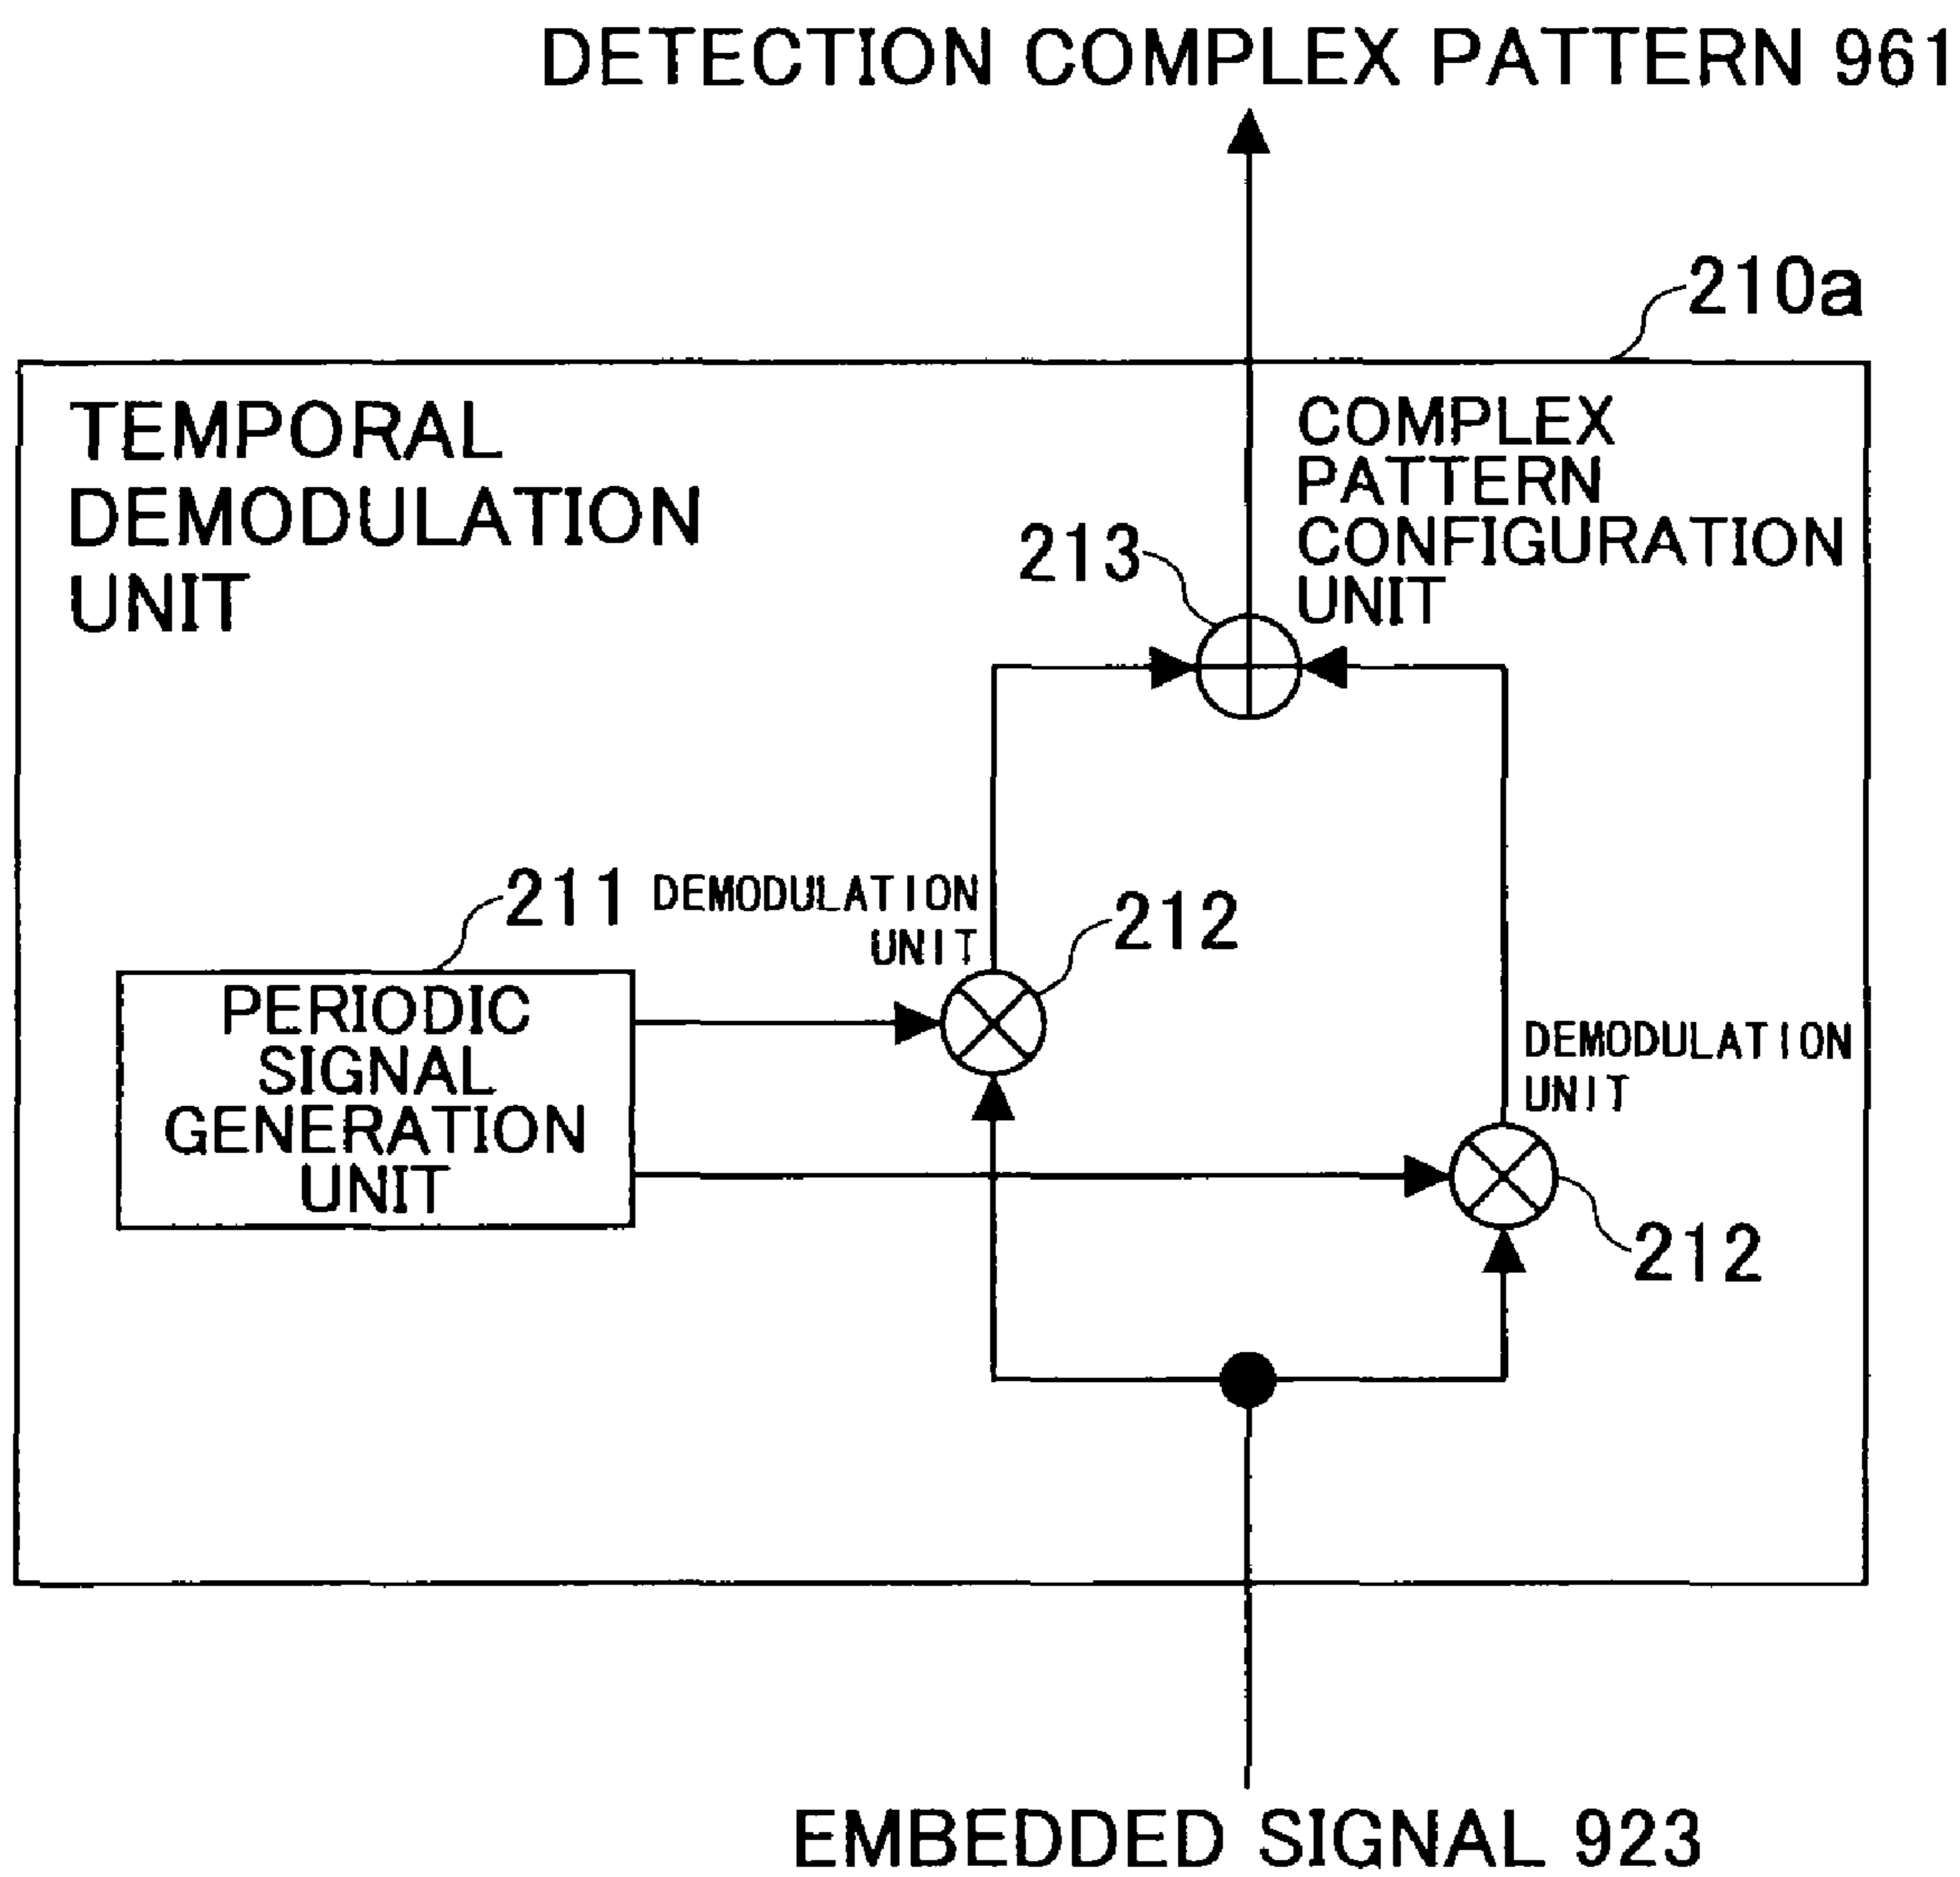 DETECTION COMPLEX PATTERN 961
210a
TEMPORAL
DEMODULATION
UNIT
COMPLEX
PATTERN
CONFIGURATION
UNIT
213
211
DEMODULATION
UNIT
212
PERIODIC
SIGNAL
GENERATION
UNIT
DEMODULATION
UNIT
212
EMBEDDED SIGNAL 923